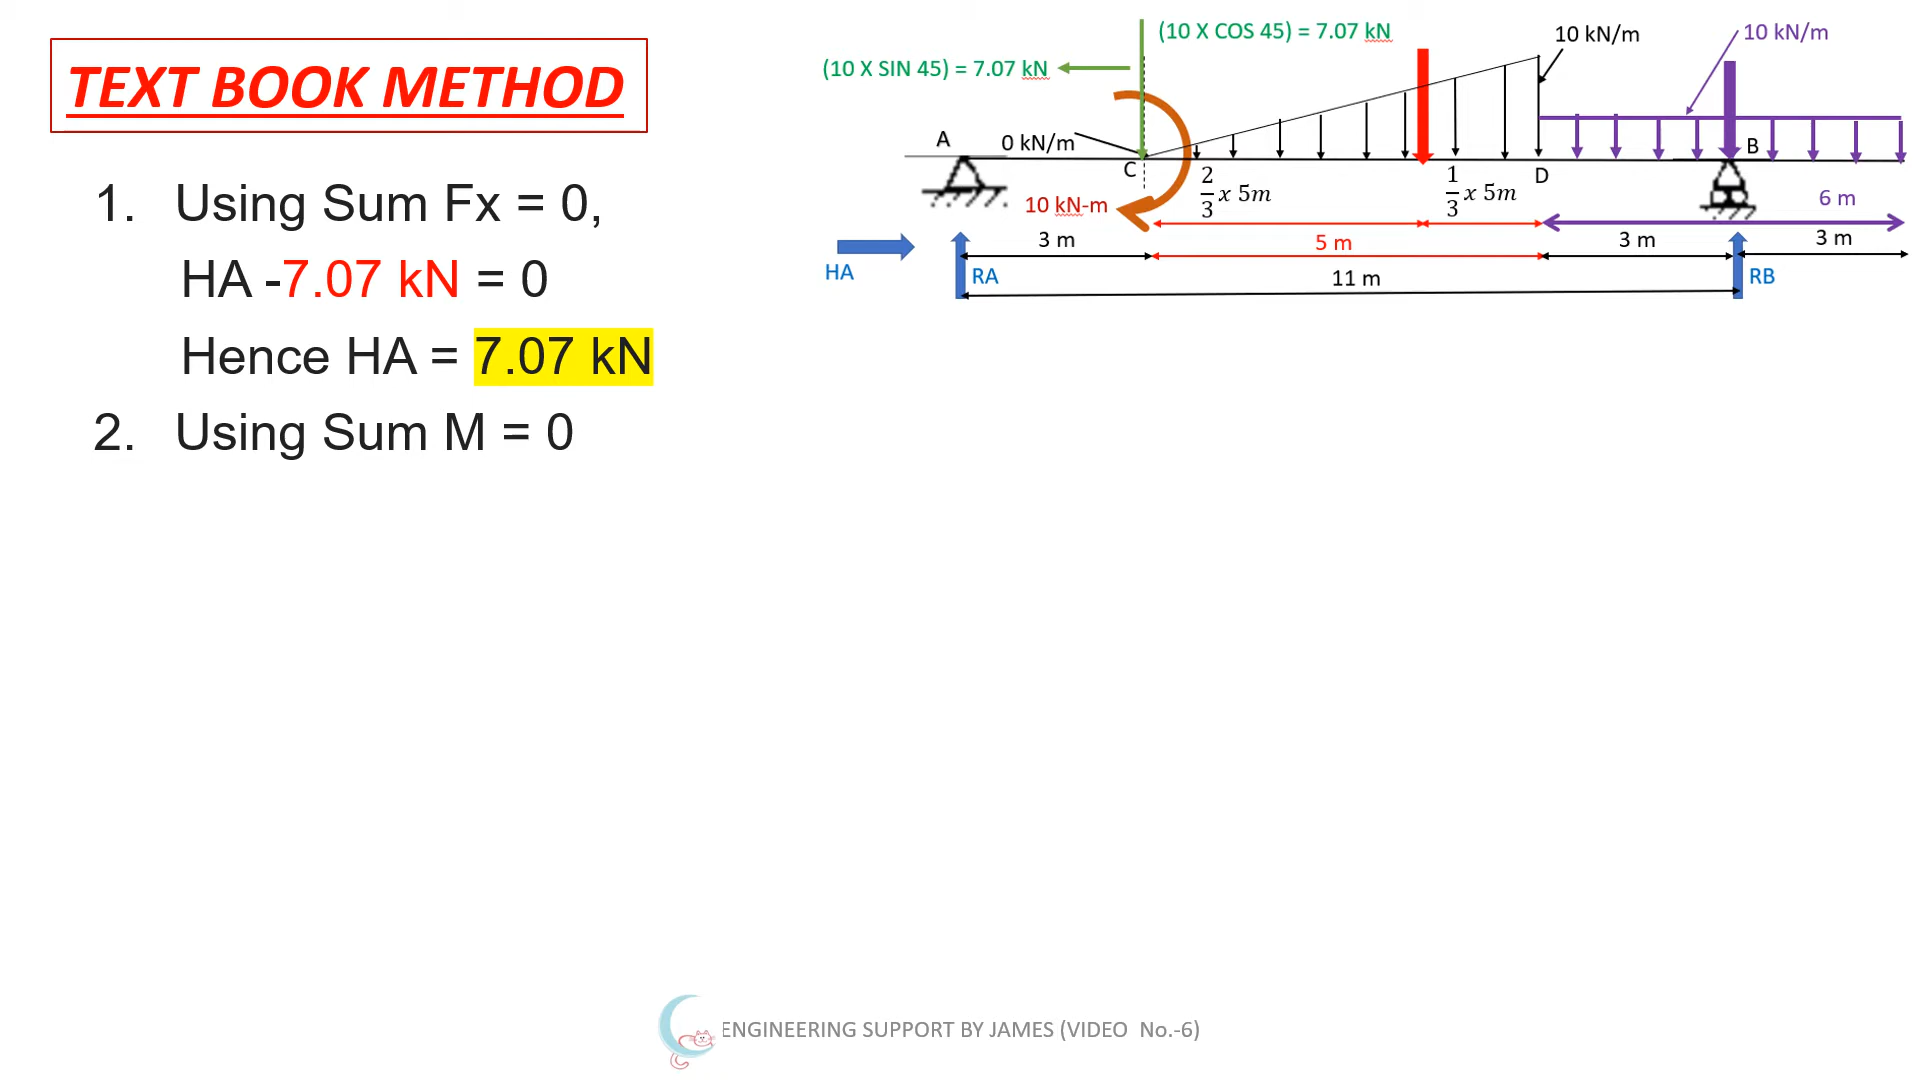 TEXT BOOK METHOD
1. Using Sum Fx = 0,
HA -7.07 kN = 0
Hence HA = 7.07 kN
2. Using Sum M = 0
(10 X COS 45) = 7.07 kN
10 kN/m
10 kN/m
(10 X SIN 45) = 7.07 kN
A
0 kN/m
B
C
2/3 x 5m
1/3 x 5m
D
10 kN-m
6 m
3 m
5 m
3 m
3 m
HA
RA
11 m
RB
ENGINEERING SUPPORT BY JAMES (VIDEO No.-6)